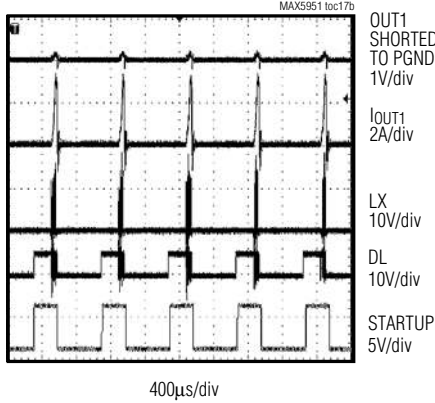 MAX5951 toc17b
OUT1
SHORTED
TO PGND
1V/div
IOUT1
2A/div
LX
10V/div
DL
10V/div
STARTUP
5V/div
400μs/div